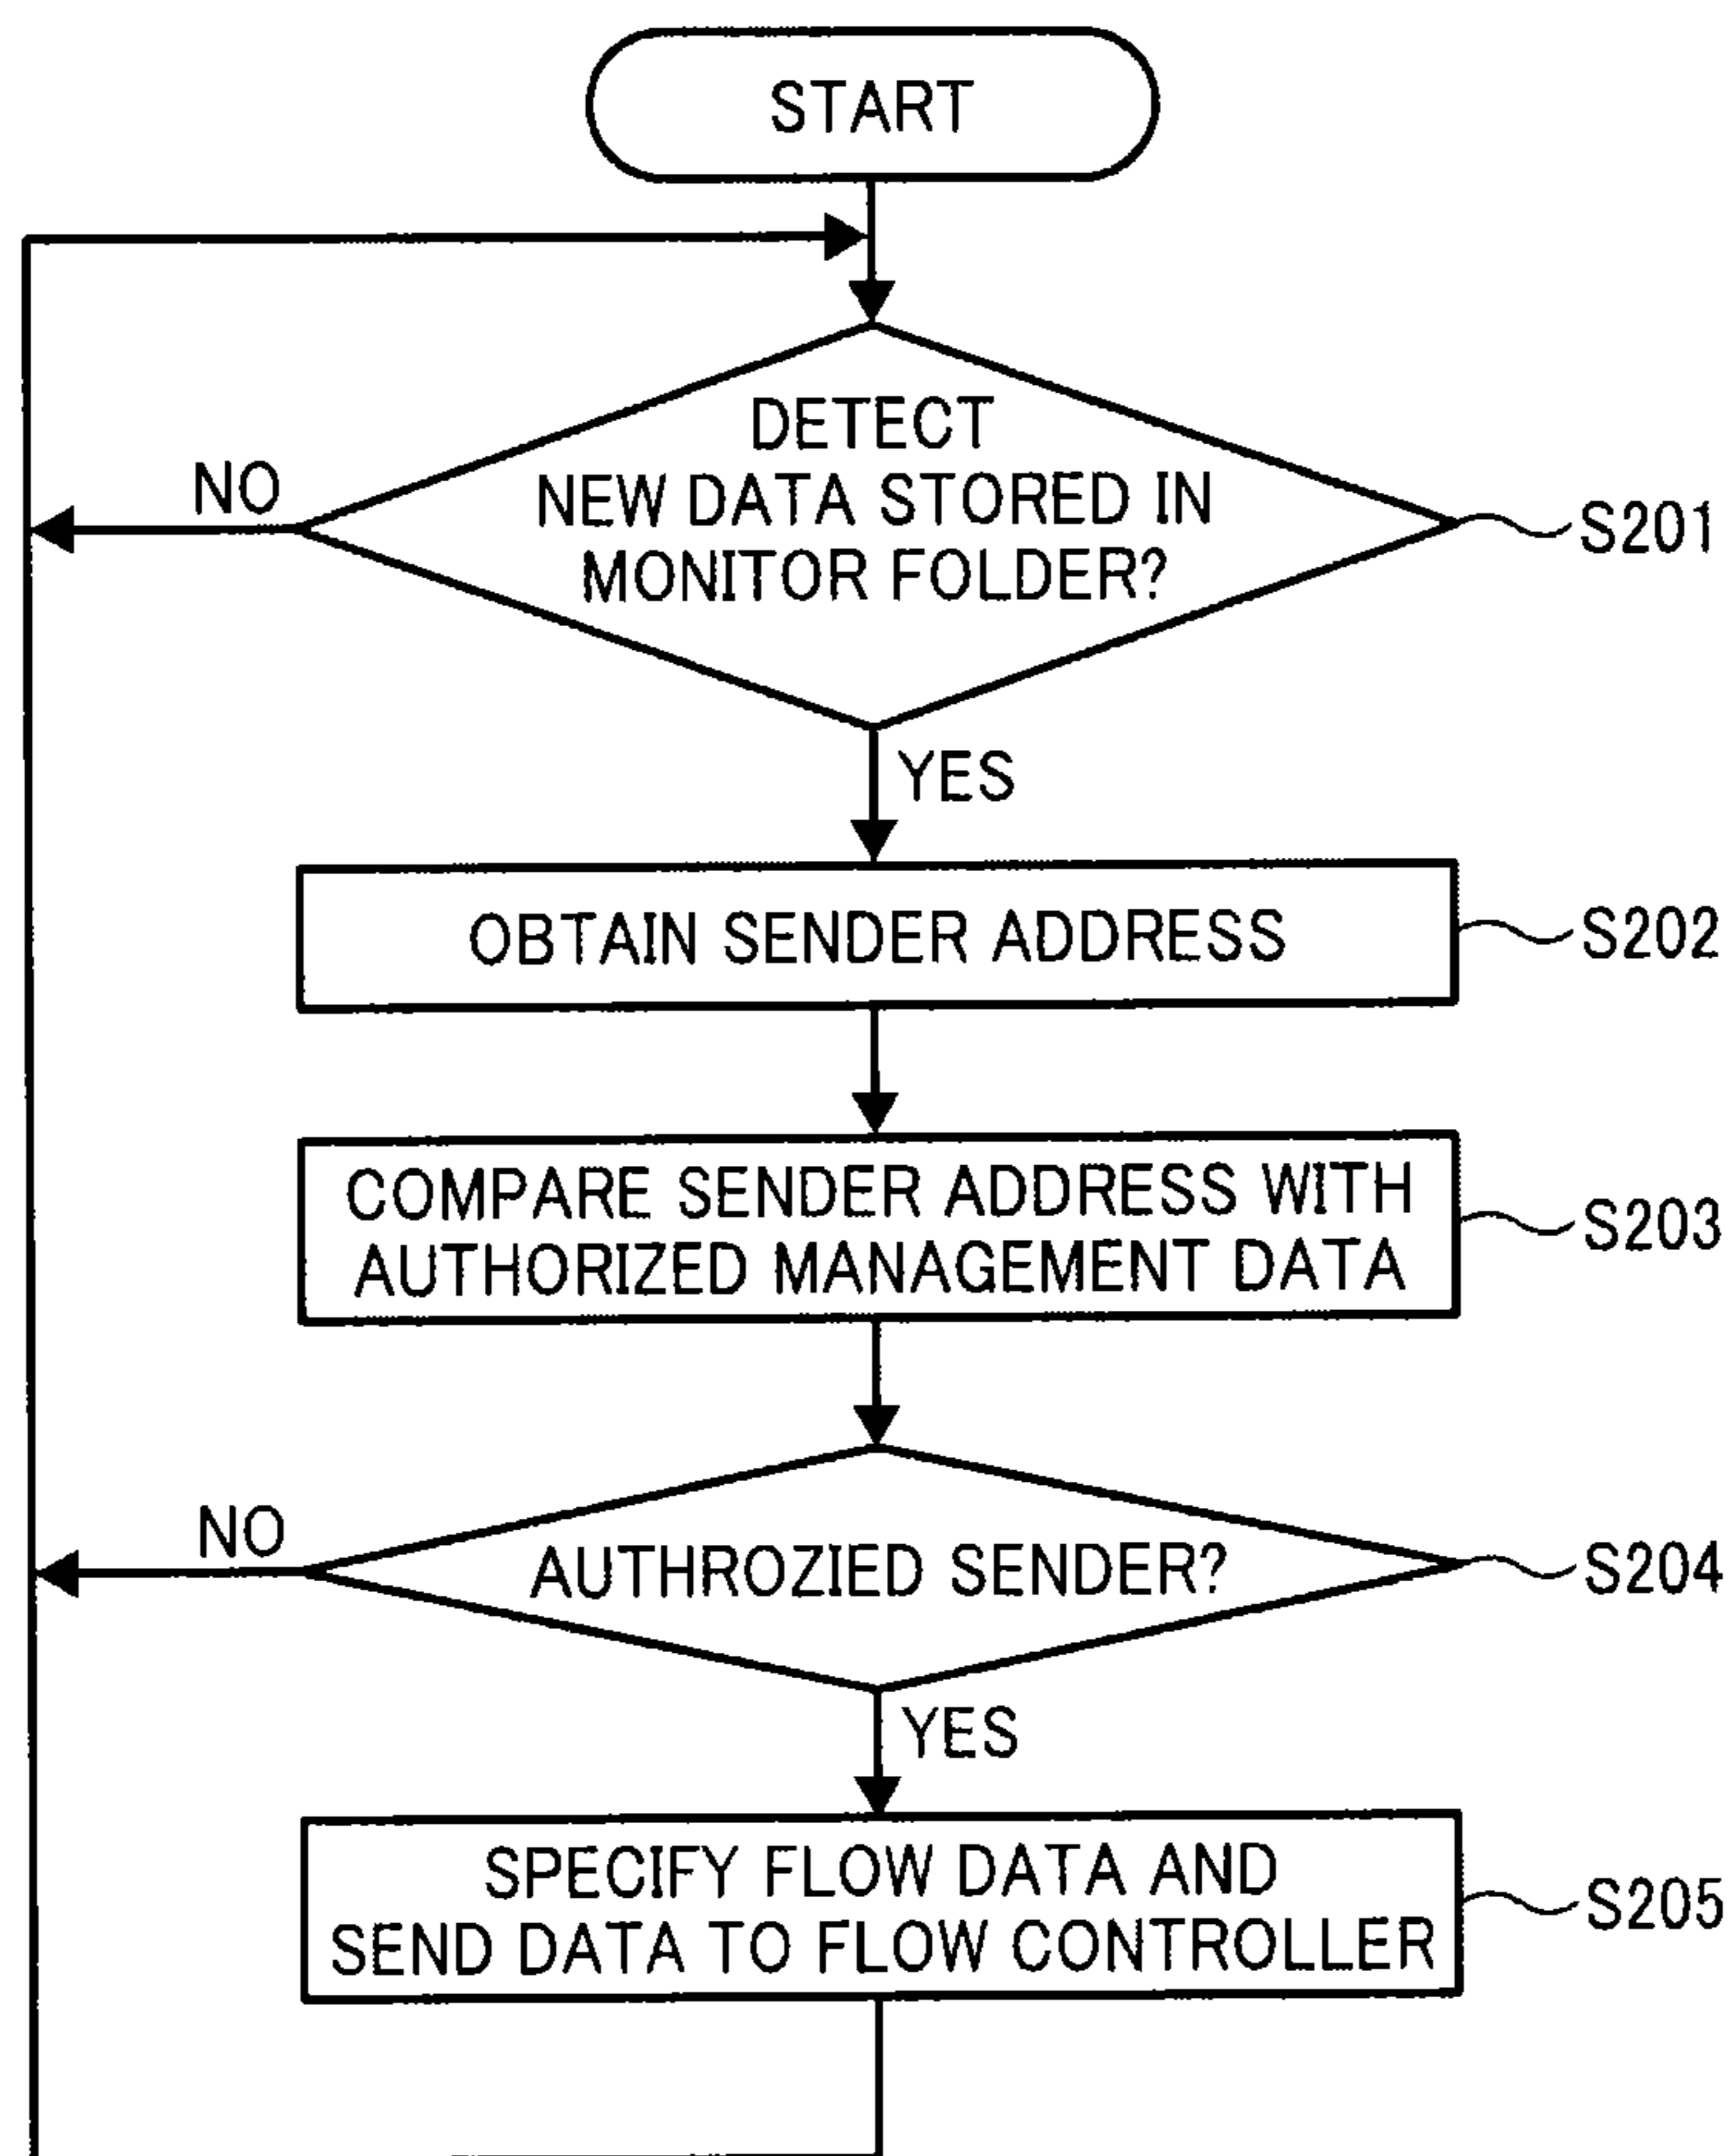 START
DETECT
NEW DATA STORED IN
MONITOR FOLDER?
NO
S201
YES
OBTAIN SENDER ADDRESS
S202
COMPARE SENDER ADDRESS WITH
AUTHORIZED MANAGEMENT DATA
S203
NO
AUTHROZIED SENDER?
S204
YES
SPECIFY FLOW DATA AND
SEND DATA TO FLOW CONTROLLER
S205